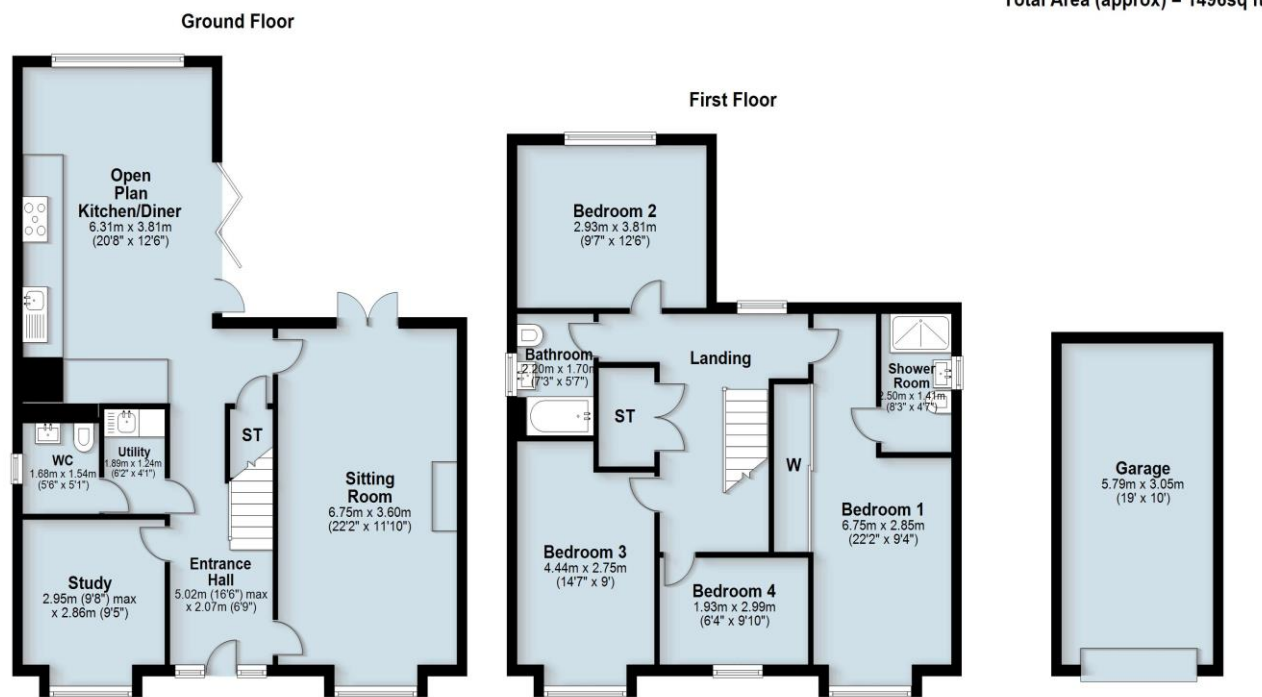 Total Area (approx) = 1496sq ft
Ground Floor
Open
Plan
Kitchen/Diner
6.31m x 3.81m
(20'8" x 12'6")
WC
1.68m x 1.54m
(5'6" x 5'1")
Utility
1.89m x 1.24m
(6'2" x 4'1")
ST
Sitting
Room
6.75m x 3.60m
(22'2" x 11'10")
Study
2.95m (9'8") max
x 2.86m (9'5")
Entrance
Hall
5.02m (16'6") max
x 2.07m (6'9")
First Floor
Bedroom 2
2.93m x 3.81m
(9'7" x 12'6")
Bathroom
2.20m x 1.70m
(7'3" x 5'7")
Landing
ST
Shower
Room
2.50m x 1.41m
(8'3" x 4'7")
W
Bedroom 1
6.75m x 2.85m
(22'2" x 9'4")
Bedroom 3
4.44m x 2.75m
(14'7" x 9')
Bedroom 4
1.93m x 2.99m
(6'4" x 9'10")
Garage
5.79m x 3.05m
(19' x 10')